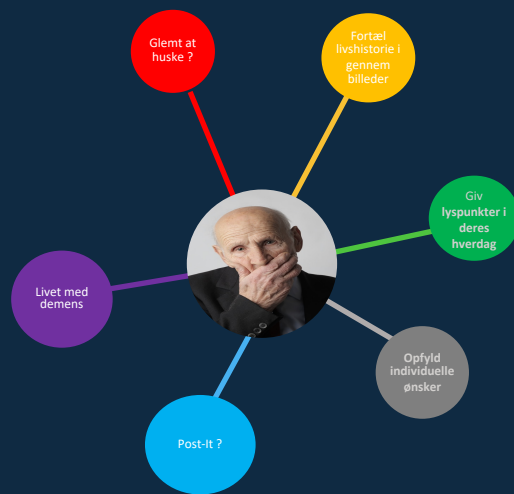 Glemt at
huske ?
Fortæl
livshistorie i
gennem
billeder
Giv
lyspunkter i
deres
hverdag
Livet med
demens
Opfyld
individuelle
ønsker
Post-It ?